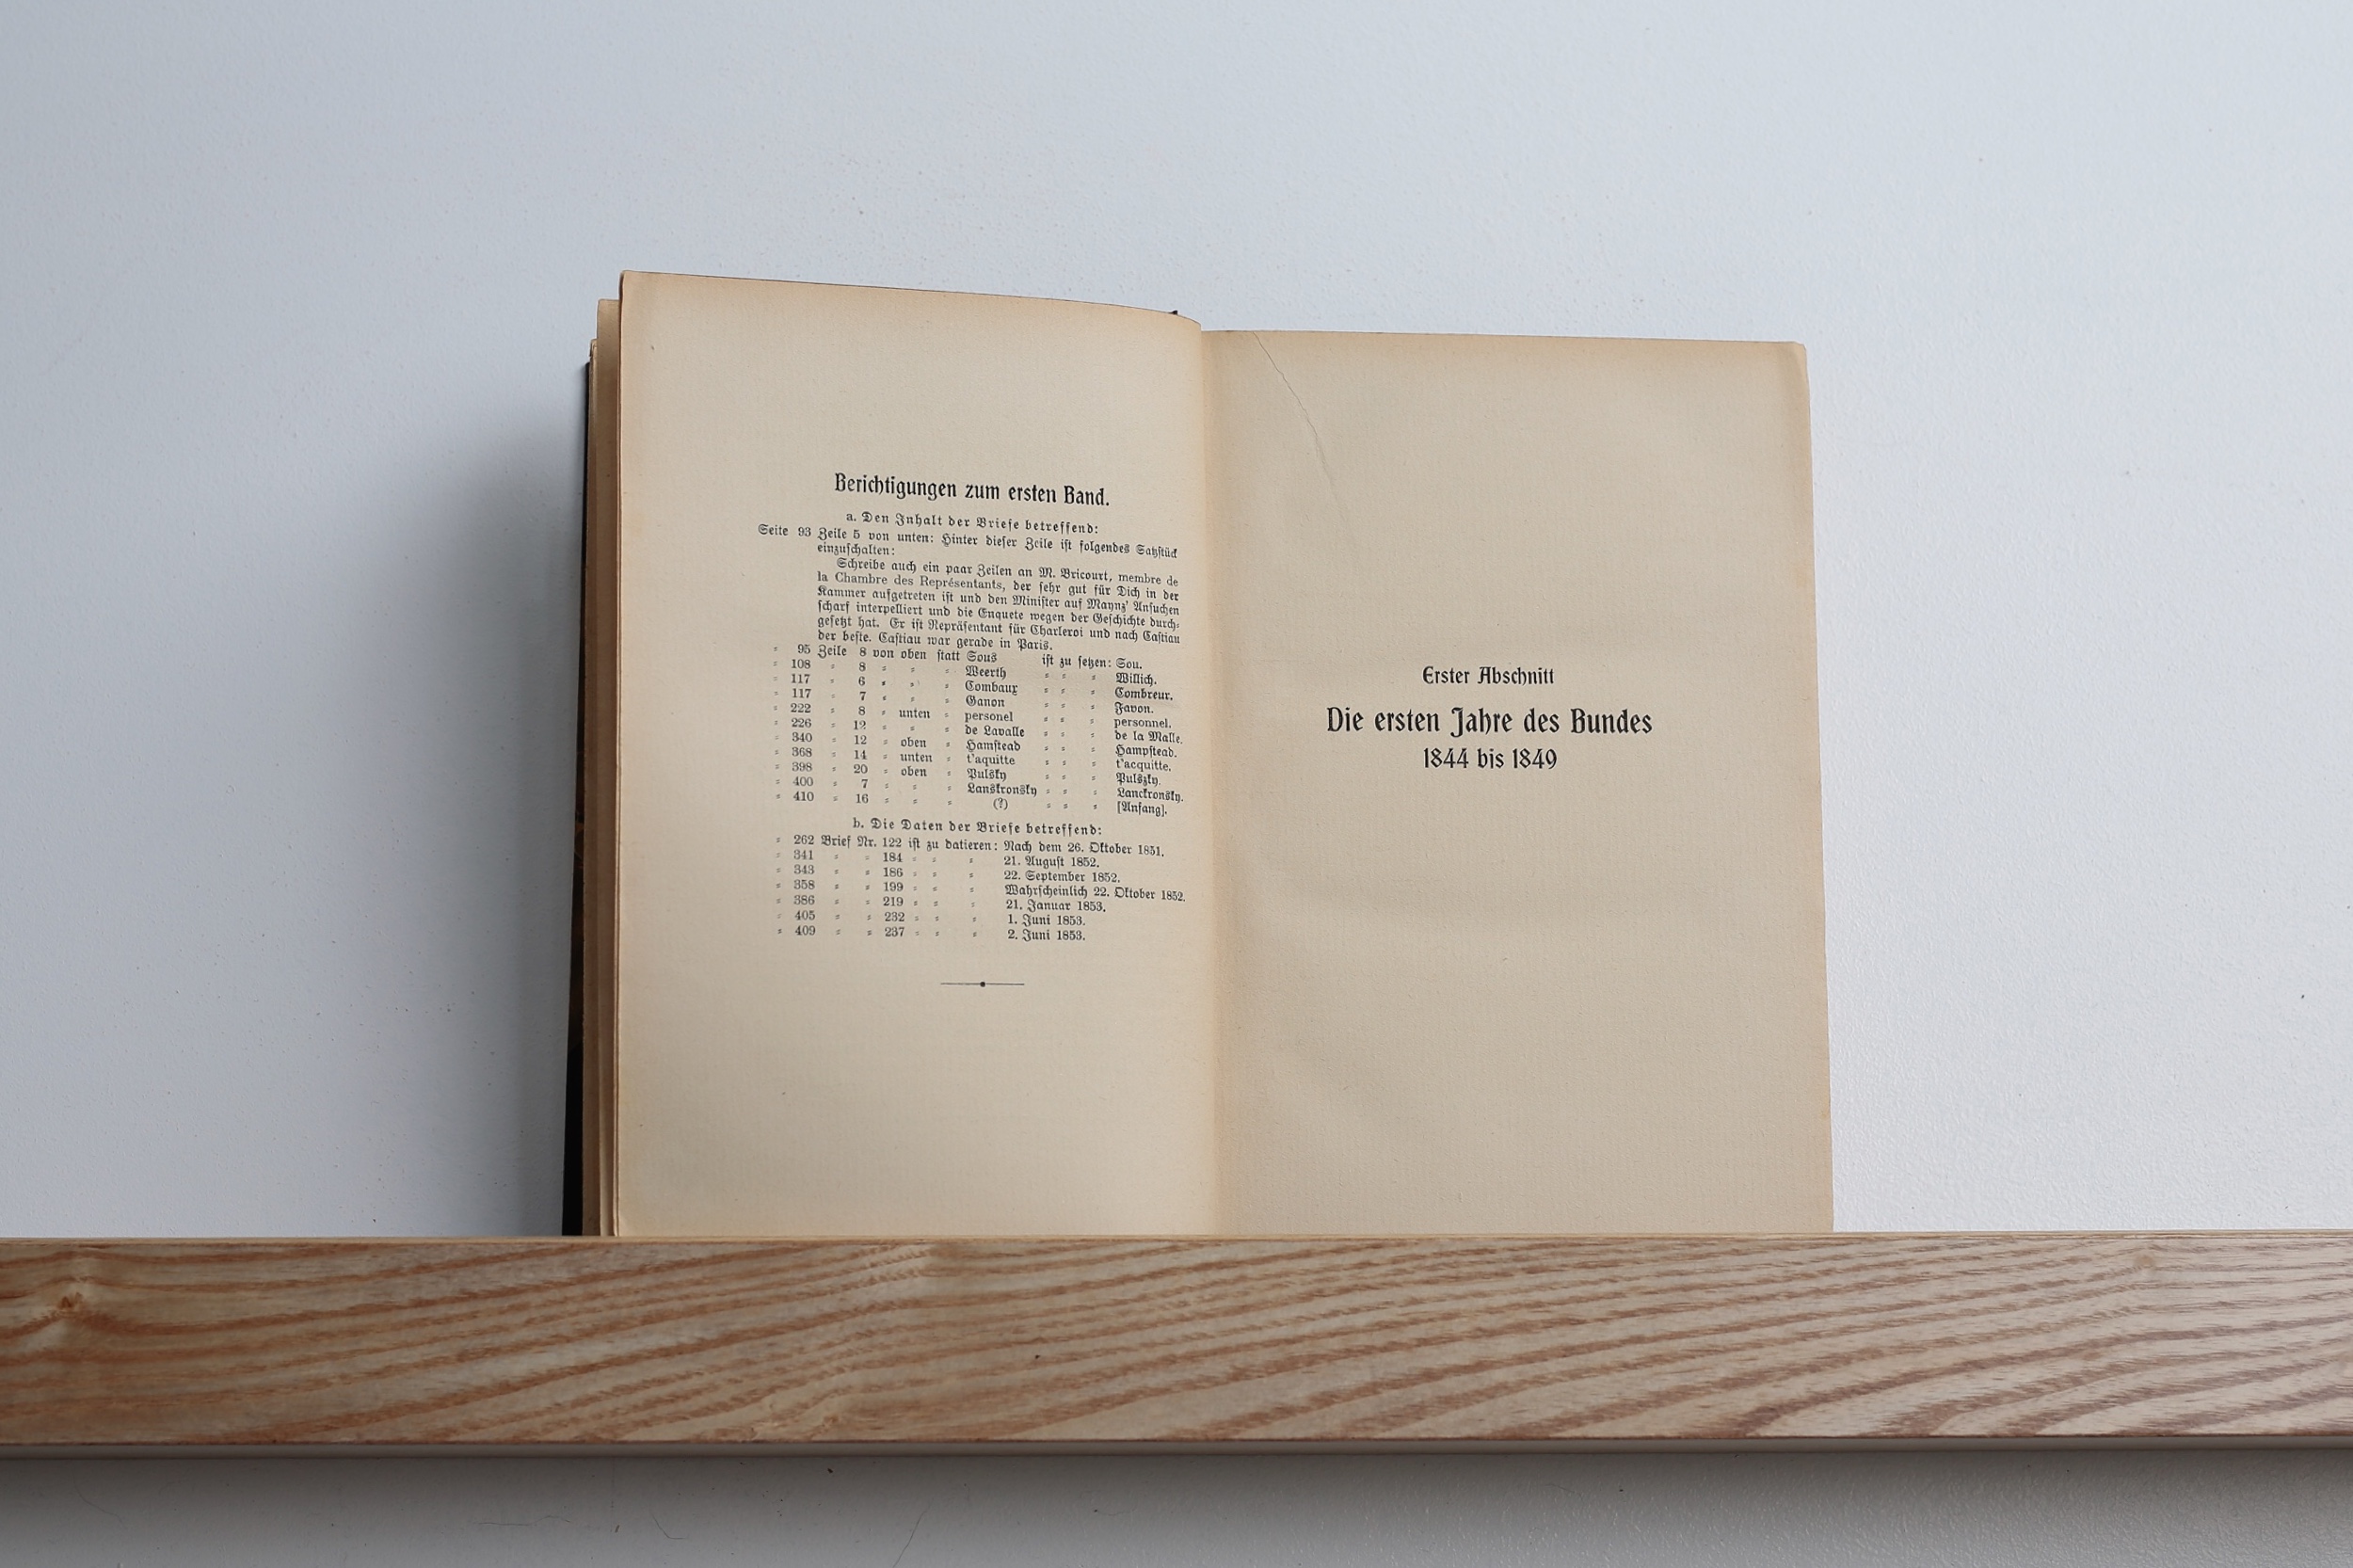 Berichtigungen zum ersten Band.
a. Den Inhalt der Briefe betreffend:
Seite 93 Zeile 5 von unten: Hinter dieser Zeile ist folgendes Satzstück
einzuschalten:
Schreibe auch ein paar Zeilen an M. Bricourt, membre de
la Chambre des Représentants, der sehr gut für Dich in der
Kammer aufgetreten ist und den Minister auf Maynz' Ansuchen
scharf interpelliert und die Enquete wegen der Geschichte durch-
gesetzt hat. Er ist Repräsentant für Charleroi und nach Castiau
der beste. Castiau war gerade in Paris.
" 95 Zeile 8 von oben statt Sous ist zu setzen: Sou.
" 108 " 8 " " " Weerth " " " Willich.
" 117 " 6 " " " Combaux " " " Combreur.
" 117 " 7 " " " Ganon " " " Favon.
" 222 " 8 " unten " personel " " " personnel.
" 226 " 12 " " " de Lavalle " " " de la Malle.
" 340 " 12 " oben " Hamstead " " " Hampstead.
" 368 " 14 " unten " t'aquitte " " " t'acquitte.
" 398 " 20 " oben " Pulsky " " " Pulszky.
" 400 " 7 " " " Lanskronsky " " " Lanckronsky.
" 410 " 16 " " " (?) " " " [Anfang].
b. Die Daten der Briefe betreffend:
" 262 Brief Nr. 122 ist zu datieren: Nach dem 26. Oktober 1851.
" 341 " " 184 " " " 21. August 1852.
" 343 " " 186 " " " 22. September 1852.
" 358 " " 199 " " " Wahrscheinlich 22. Oktober 1852.
" 386 " " 219 " " " 21. Januar 1853.
" 405 " " 232 " " " 1. Juni 1853.
" 409 " " 237 " " " 2. Juni 1853.
Erster Abschnitt
Die ersten Jahre des Bundes
1844 bis 1849